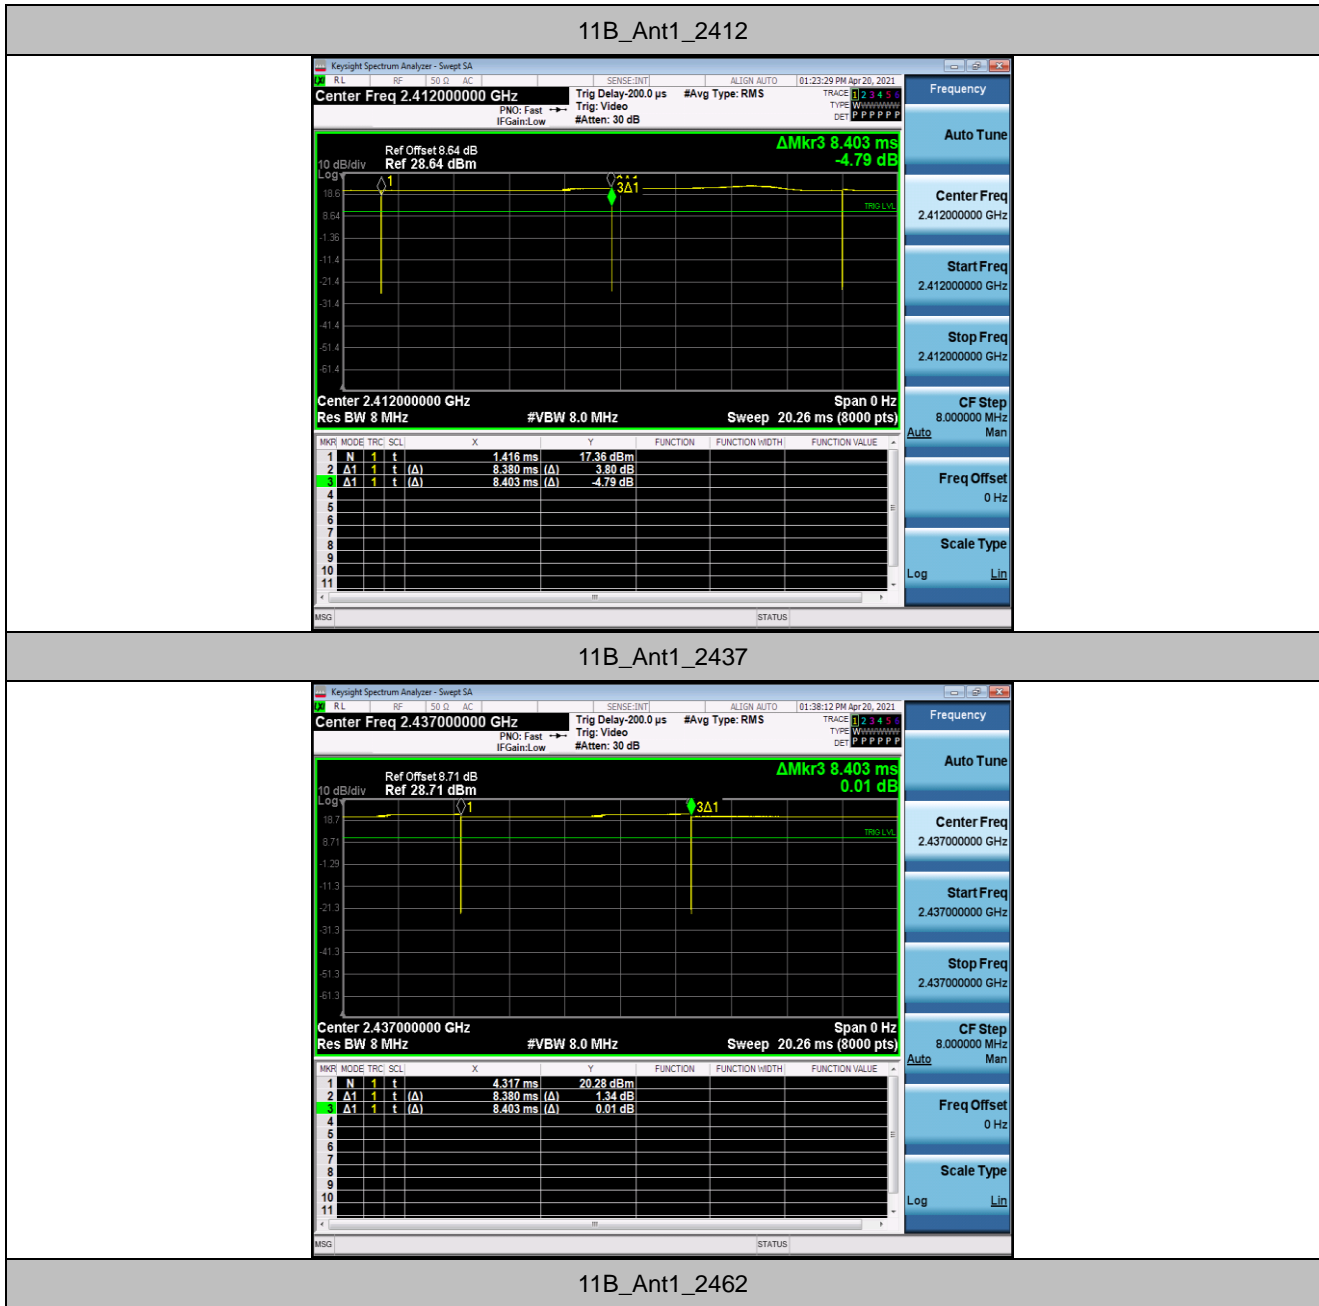 11B_Ant1_2412
Keysight Spectrum Analyzer - Swept SA
RL RF 50 Ω AC SENSE:INT ALIGN AUTO 01:23:29 PM Apr 20, 2021
Center Freq 2.412000000 GHz
PNO: Fast
IFGain:Low
Trig Delay-200.0 µs
Trig: Video
#Atten: 30 dB
#Avg Type: RMS
TRACE 1 2 3 4 5 6
TYPE W
DET P P P P P P
Frequency
Auto Tune
Center Freq
2.412000000 GHz
Start Freq
2.412000000 GHz
Stop Freq
2.412000000 GHz
CF Step
8.000000 MHz
Auto Man
Freq Offset
0 Hz
Scale Type
Log Lin
ΔMkr3 8.403 ms
-4.79 dB
Ref Offset 8.64 dB
10 dB/div Ref 28.64 dBm
Log
1
3Δ1
TRIG LVL
18.6
8.64
-1.36
-11.4
-21.4
-31.4
-41.4
-51.4
-61.4
Center 2.412000000 GHz Span 0 Hz
Res BW 8 MHz #VBW 8.0 MHz Sweep 20.26 ms (8000 pts)
MKR MODE TRC SCL X Y FUNCTION FUNCTION WIDTH FUNCTION VALUE
1 N 1 t 1.416 ms 17.36 dBm
2 Δ1 1 t (Δ) 8.380 ms (Δ) 3.80 dB
3 Δ1 1 t (Δ) 8.403 ms (Δ) -4.79 dB
4
5
6
7
8
9
10
11
MSG STATUS
11B_Ant1_2437
Keysight Spectrum Analyzer - Swept SA
RL RF 50 Ω AC SENSE:INT ALIGN AUTO 01:38:12 PM Apr 20, 2021
Center Freq 2.437000000 GHz
PNO: Fast
IFGain:Low
Trig Delay-200.0 µs
Trig: Video
#Atten: 30 dB
#Avg Type: RMS
TRACE 1 2 3 4 5 6
TYPE W
DET P P P P P P
Frequency
Auto Tune
Center Freq
2.437000000 GHz
Start Freq
2.437000000 GHz
Stop Freq
2.437000000 GHz
CF Step
8.000000 MHz
Auto Man
Freq Offset
0 Hz
Scale Type
Log Lin
ΔMkr3 8.403 ms
0.01 dB
Ref Offset 8.71 dB
10 dB/div Ref 28.71 dBm
Log
1
3Δ1
TRIG LVL
18.7
8.71
-1.29
-11.3
-21.3
-31.3
-41.3
-51.3
-61.3
Center 2.437000000 GHz Span 0 Hz
Res BW 8 MHz #VBW 8.0 MHz Sweep 20.26 ms (8000 pts)
MKR MODE TRC SCL X Y FUNCTION FUNCTION WIDTH FUNCTION VALUE
1 N 1 t 4.317 ms 20.28 dBm
2 Δ1 1 t (Δ) 8.380 ms (Δ) 1.34 dB
3 Δ1 1 t (Δ) 8.403 ms (Δ) 0.01 dB
4
5
6
7
8
9
10
11
MSG STATUS
11B_Ant1_2462